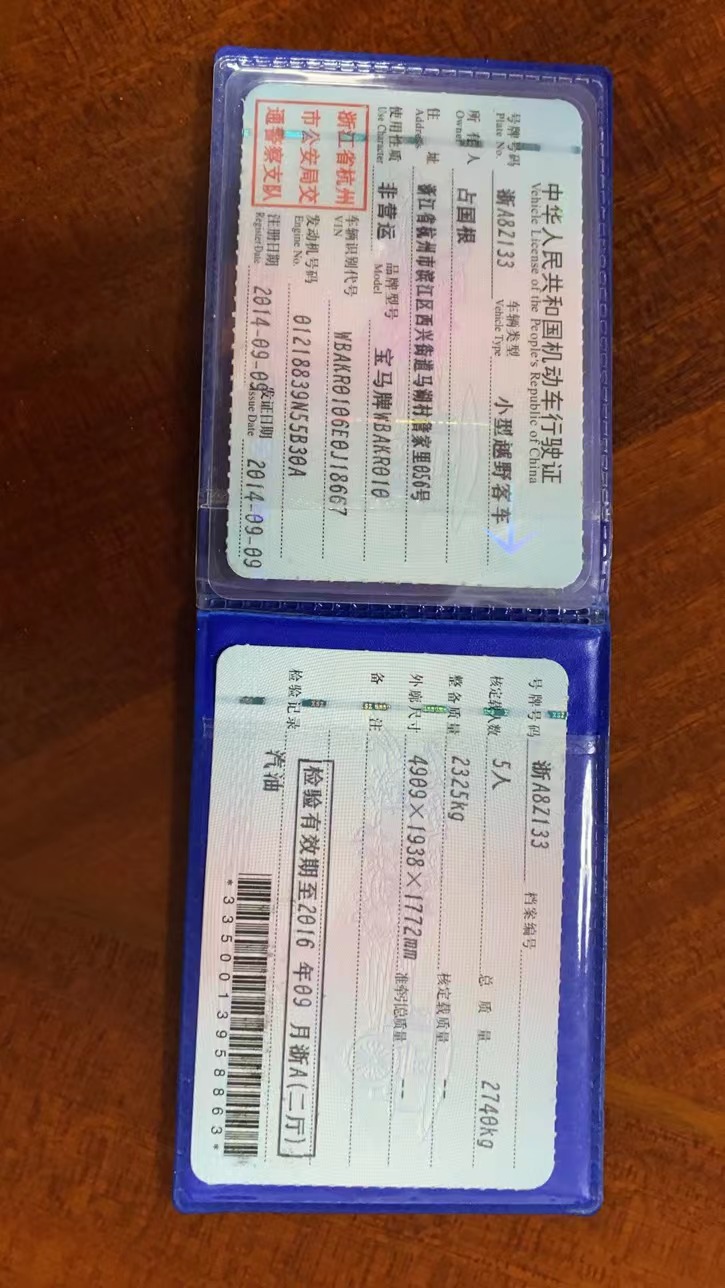 中华人民共和国机动车行驶证
Vehicle License of the People's Republic of China
号牌号码 浙A8Z133 车辆类型 小型越野客车
Plate No. Vehicle Type
所有人 占国根
Owner
住址 浙江省杭州市滨江区西兴街道马湖村鲁家里056号
Address
使用性质 非营运 品牌型号 宝马牌WBAKR010
Use Character Model
浙江省杭州
市公安局交
通警察支队
车辆识别代号 WBAKR0106E0J18667
VIN
发动机号码 01218839N55B30A
Engine No.
注册日期 2014-09-09 发证日期 2014-09-09
Register Date Issue Date
号牌号码 浙A8Z133 档案编号
核定载人数 5人 总质量 2740kg
整备质量 2325kg 核定载质量 --
外廓尺寸 4909×1938×1772mm 准牵引总质量 --
备注
检验有效期至2016年09月浙A(二厅)
检验记录 汽油
*3350013958863*